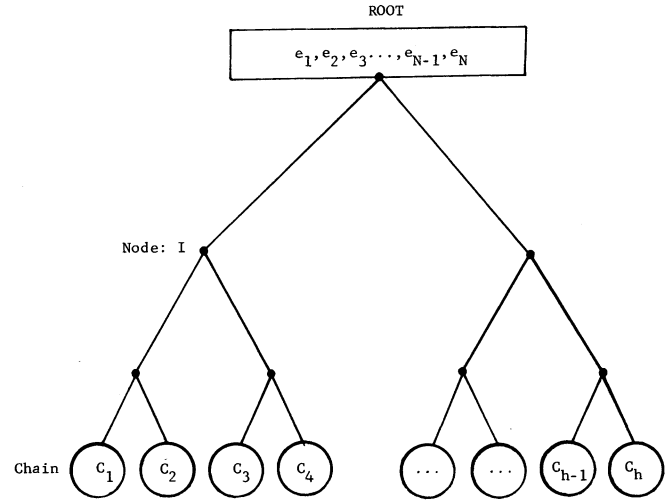 ROOT
e1,e2,e3...,eN-1,eN
Node: I
Chain C1 C2 C3 C4 ... ... Ch-1 Ch